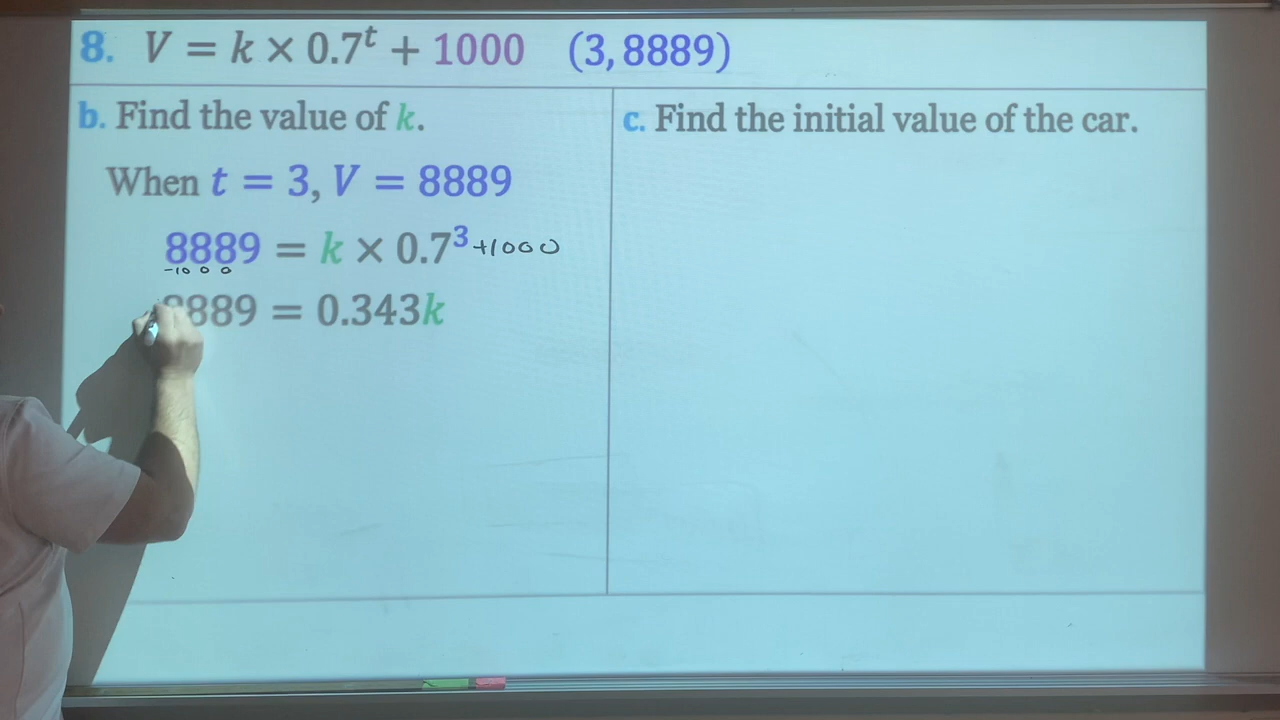 8. V = k × 0.7^t + 1000 (3, 8889)
b. Find the value of k.
When t = 3, V = 8889
8889 = k × 0.7^3 +1000
-1000
8889 = 0.343k
c. Find the initial value of the car.